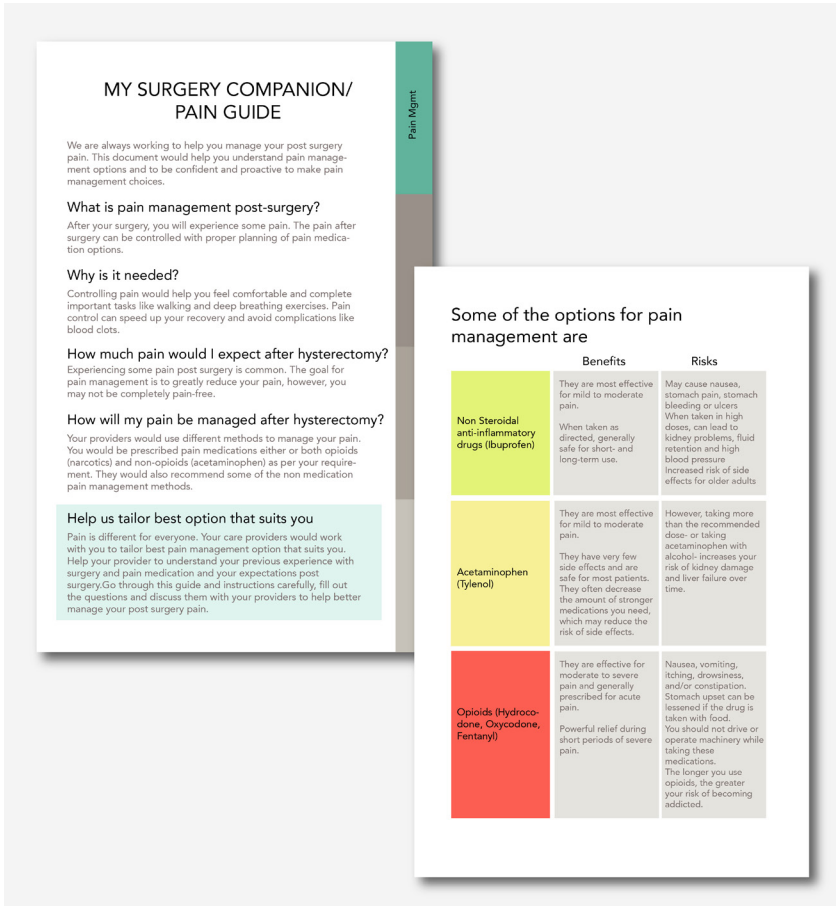 MY SURGERY COMPANION/
PAIN GUIDE
Pain Mgmt
We are always working to help you manage your post surgery
pain. This document would help you understand pain manage-
ment options and to be confident and proactive to make pain
management choices.
What is pain management post-surgery?
After your surgery, you will experience some pain. The pain after
surgery can be controlled with proper planning of pain medica-
tion options.
Why is it needed?
Controlling pain would help you feel comfortable and complete
important tasks like walking and deep breathing exercises. Pain
control can speed up your recovery and avoid complications like
blood clots.
How much pain would I expect after hysterectomy?
Experiencing some pain post surgery is common. The goal for
pain management is to greatly reduce your pain, however, you
may not be completely pain-free.
How will my pain be managed after hysterectomy?
Your providers would use different methods to manage your pain.
You would be prescribed pain medications either or both opioids
(narcotics) and non-opioids (acetaminophen) as per your require-
ment. They would also recommend some of the non medication
pain management methods.
Help us tailor best option that suits you
Pain is different for everyone. Your care providers would work
with you to tailor best pain management option that suits you.
Help your provider to understand your previous experience with
surgery and pain medication and your expectations post
surgery.Go through this guide and instructions carefully, fill out
the questions and discuss them with your providers to help better
manage your post surgery pain.
Some of the options for pain
management are
Benefits
Risks
Non Steroidal
anti-inflammatory
drugs (Ibuprofen)
They are most effective
for mild to moderate
pain.
When taken as
directed, generally
safe for short- and
long-term use.
May cause nausea,
stomach pain, stomach
bleeding or ulcers
When taken in high
doses, can lead to
kidney problems, fluid
retention and high
blood pressure
Increased risk of side
effects for older adults
Acetaminophen
(Tylenol)
They are most effective
for mild to moderate
pain.
They have very few
side effects and are
safe for most patients.
They often decrease
the amount of stronger
medications you need,
which may reduce the
risk of side effects.
However, taking more
than the recommended
dose- or taking
acetaminophen with
alcohol- increases your
risk of kidney damage
and liver failure over
time.
Opioids (Hydroco-
done, Oxycodone,
Fentanyl)
They are effective for
moderate to severe
pain and generally
prescribed for acute
pain.
Powerful relief during
short periods of severe
pain.
Nausea, vomiting,
itching, drowsiness,
and/or constipation.
Stomach upset can be
lessened if the drug is
taken with food.
You should not drive or
operate machinery while
taking these
medications.
The longer you use
opioids, the greater
your risk of becoming
addicted.